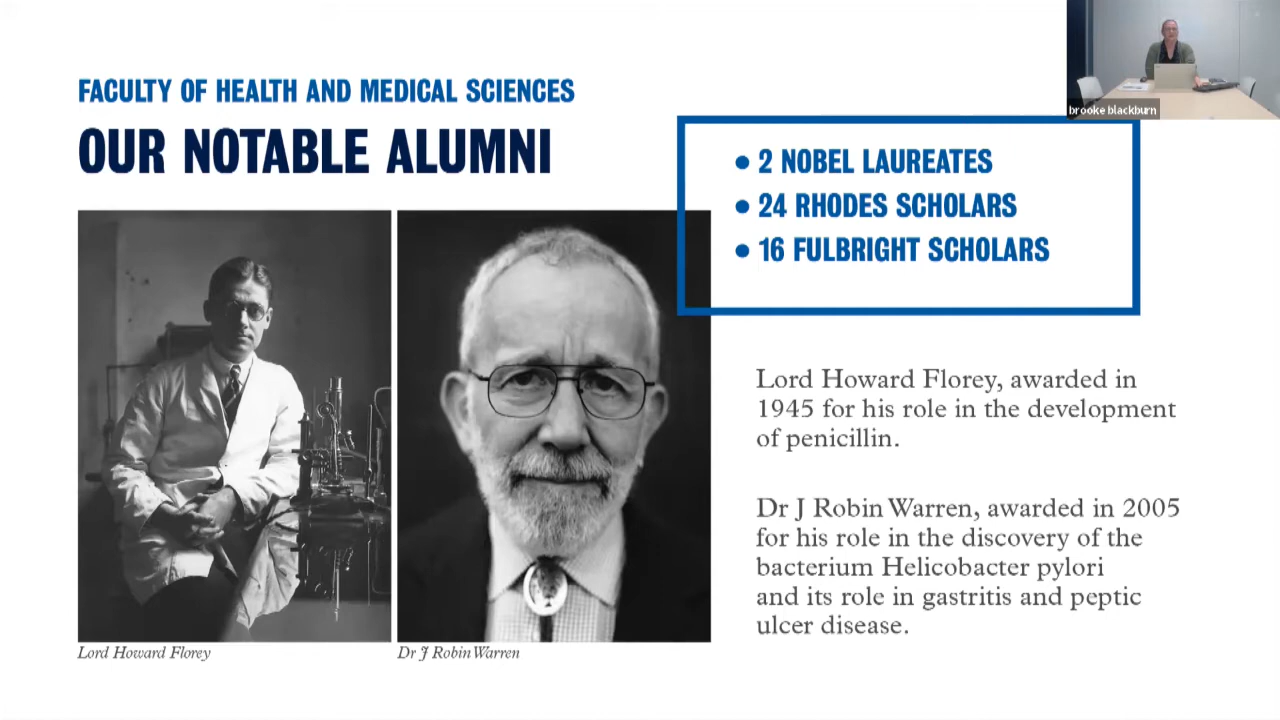 FACULTY OF HEALTH AND MEDICAL SCIENCES
OUR NOTABLE ALUMNI
brooke blackburn
• 2 NOBEL LAUREATES
• 24 RHODES SCHOLARS
• 16 FULBRIGHT SCHOLARS
Lord Howard Florey, awarded in
1945 for his role in the development
of penicillin.
Dr J Robin Warren, awarded in 2005
for his role in the discovery of the
bacterium Helicobacter pylori
and its role in gastritis and peptic
ulcer disease.
Lord Howard Florey
Dr J Robin Warren